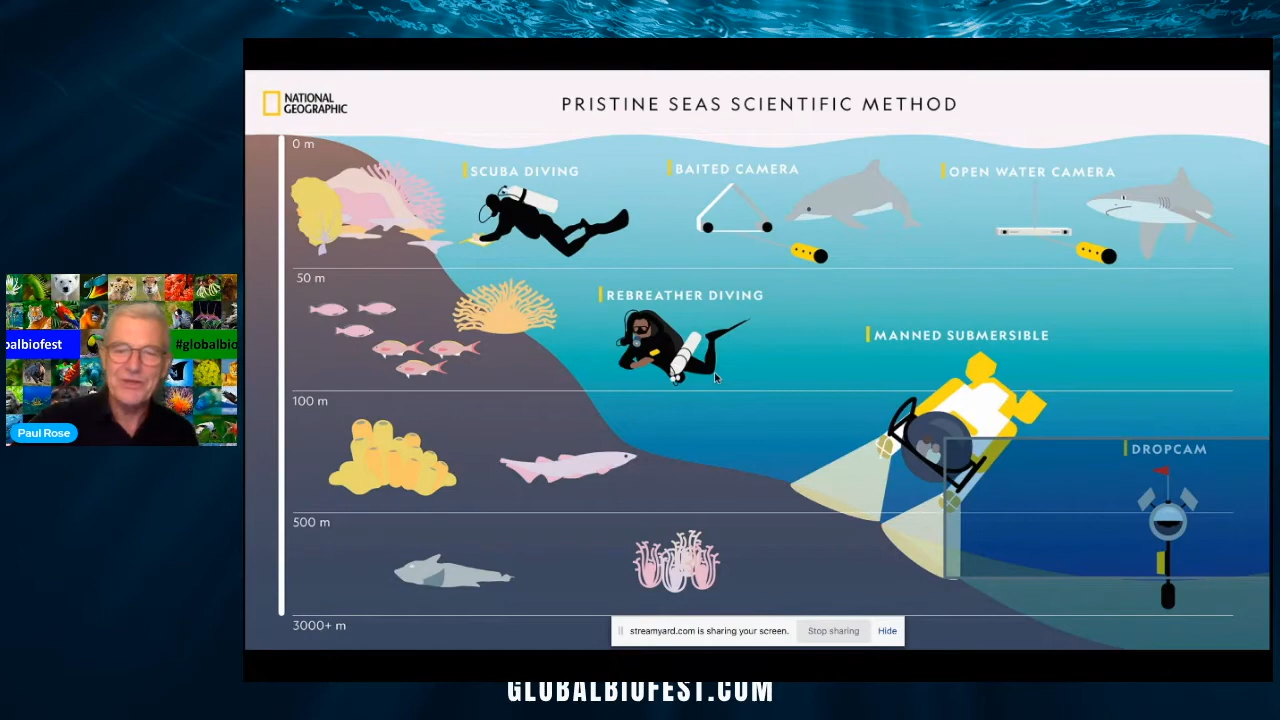 NATIONAL
GEOGRAPHIC
PRISTINE SEAS SCIENTIFIC METHOD
0 m
SCUBA DIVING
BAITED CAMERA
OPEN WATER CAMERA
50 m
REBREATHER DIVING
MANNED SUBMERSIBLE
albiofest
#globalbio
100 m
Paul Rose
DROPCAM
500 m
3000+ m
streamyard.com is sharing your screen.
Stop sharing
Hide
GLOBALBIOFEST.COM